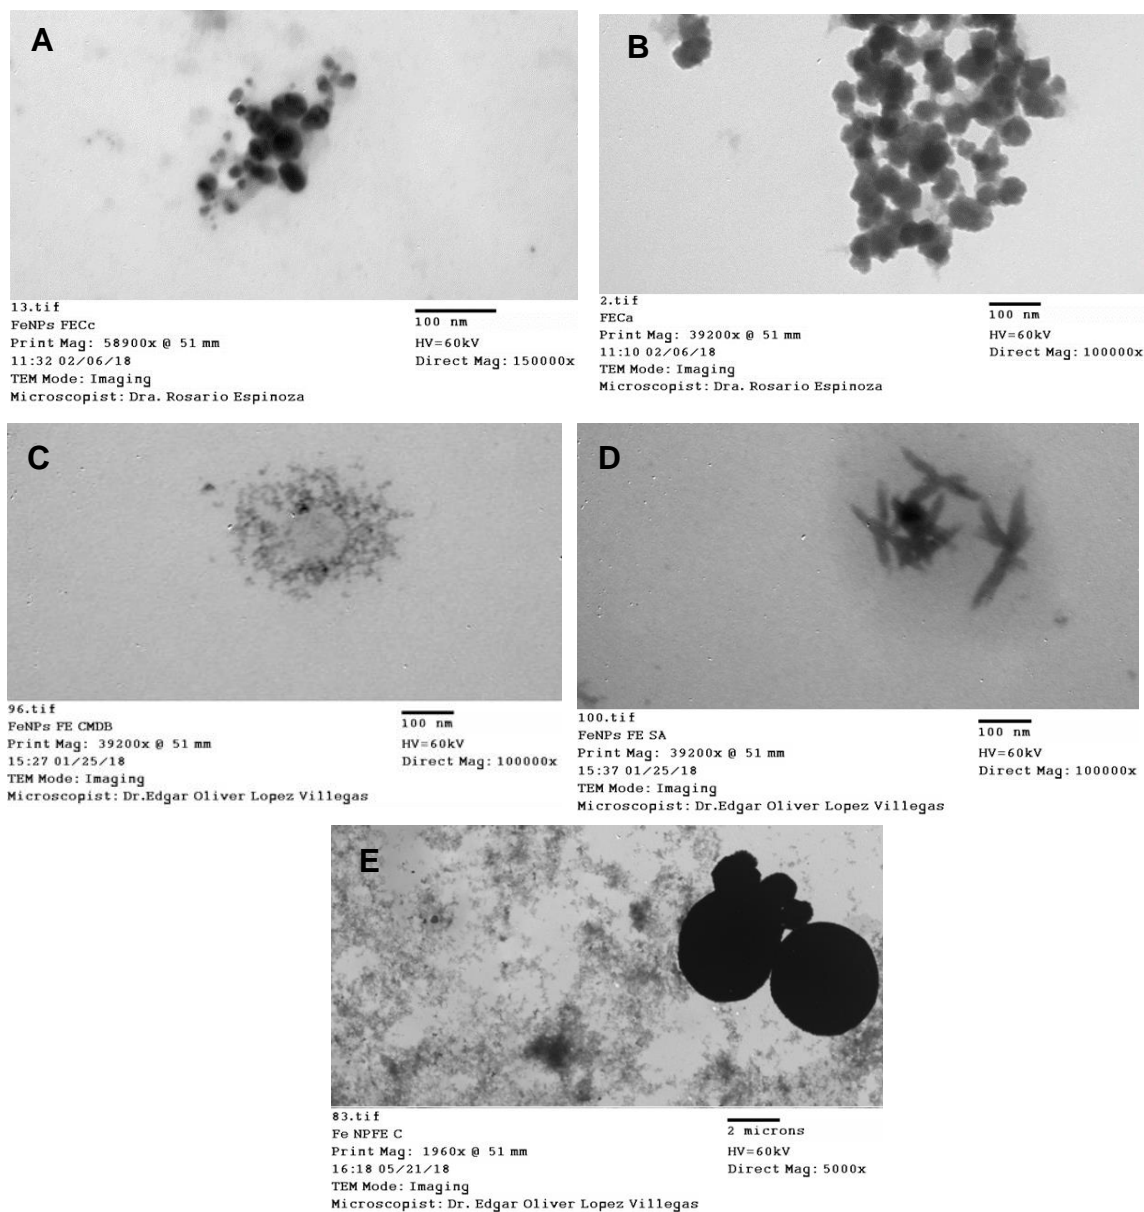 A
13.tif
FeNPs FECc
Print Mag: 58900x @ 51 mm
11:32 02/06/18
TEM Mode: Imaging
Microscopist: Dra. Rosario Espinoza
100 nm
HV=60kV
Direct Mag: 150000x
B
2.tif
FECa
Print Mag: 39200x @ 51 mm
11:10 02/06/18
TEM Mode: Imaging
Microscopist: Dra. Rosario Espinoza
100 nm
HV=60kV
Direct Mag: 100000x
C
96.tif
FeNPs FE CMDB
Print Mag: 39200x @ 51 mm
15:27 01/25/18
TEM Mode: Imaging
Microscopist: Dr.Edgar Oliver Lopez Villegas
100 nm
HV=60kV
Direct Mag: 100000x
D
100.tif
FeNPs FE SA
Print Mag: 39200x @ 51 mm
15:37 01/25/18
TEM Mode: Imaging
Microscopist: Dr.Edgar Oliver Lopez Villegas
100 nm
HV=60kV
Direct Mag: 100000x
E
83.tif
Fe NPFE C
Print Mag: 1960x @ 51 mm
16:18 05/21/18
TEM Mode: Imaging
Microscopist: Dr. Edgar Oliver Lopez Villegas
2 microns
HV=60kV
Direct Mag: 5000x